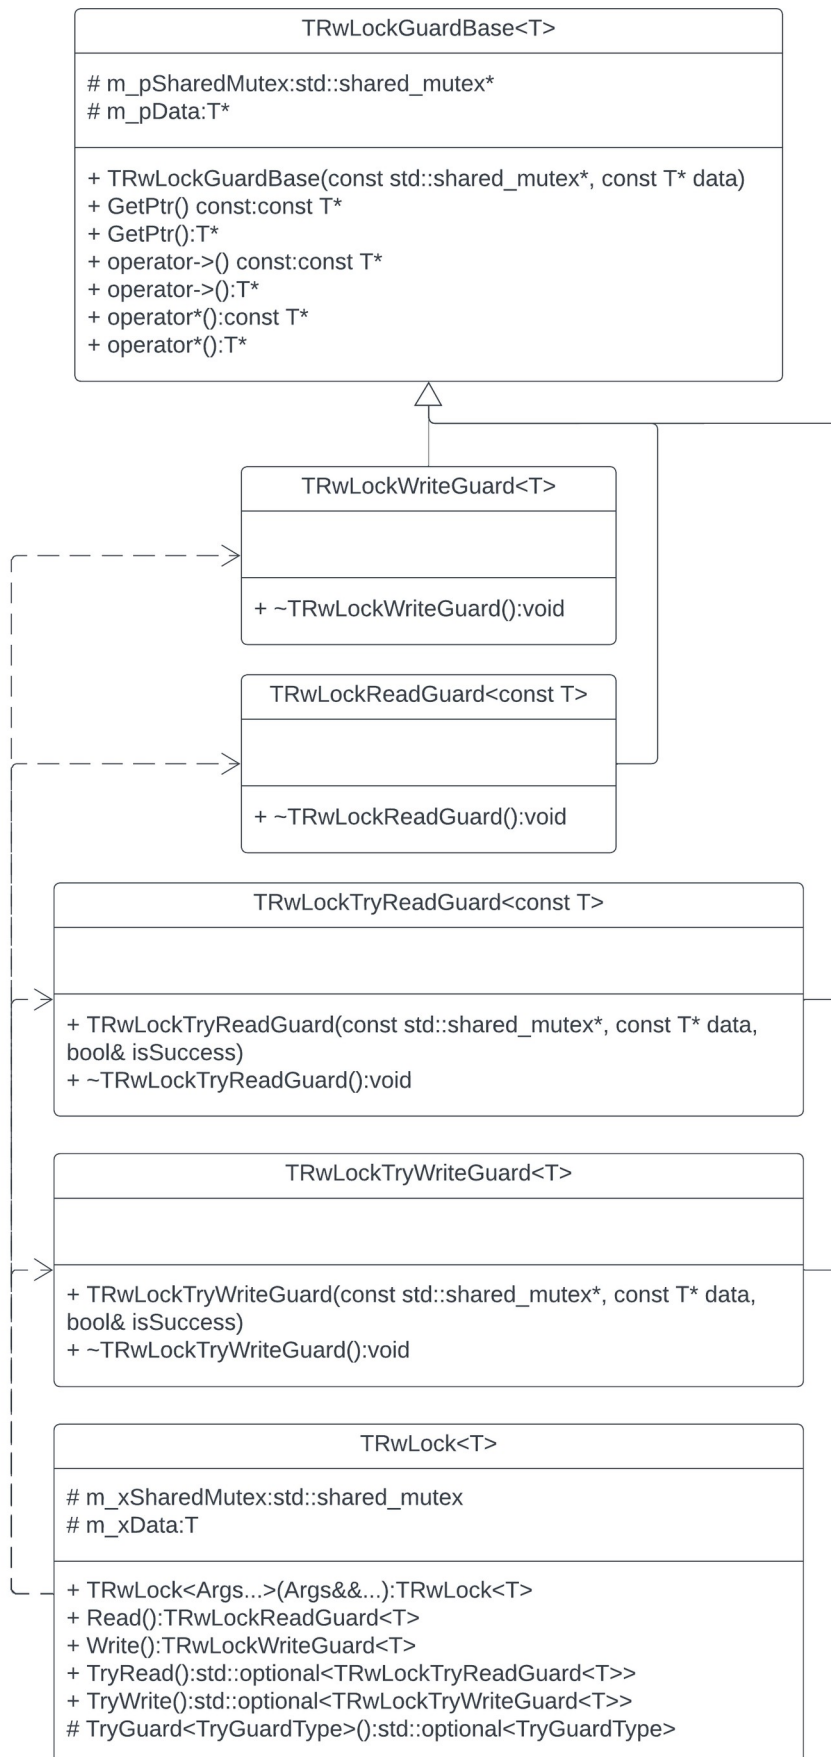 TRwLockGuardBase<T>
# m_pSharedMutex:std::shared_mutex*
# m_pData:T*
+ TRwLockGuardBase(const std::shared_mutex*, const T* data)
+ GetPtr() const:const T*
+ GetPtr():T*
+ operator->() const:const T*
+ operator->():T*
+ operator*():const T*
+ operator*():T*
TRwLockWriteGuard<T>
+ ~TRwLockWriteGuard():void
TRwLockReadGuard<const T>
+ ~TRwLockReadGuard():void
TRwLockTryReadGuard<const T>
+ TRwLockTryReadGuard(const std::shared_mutex*, const T* data,
bool& isSuccess)
+ ~TRwLockTryReadGuard():void
TRwLockTryWriteGuard<T>
+ TRwLockTryWriteGuard(const std::shared_mutex*, const T* data,
bool& isSuccess)
+ ~TRwLockTryWriteGuard():void
TRwLock<T>
# m_xSharedMutex:std::shared_mutex
# m_xData:T
+ TRwLock<Args...>(Args&&...):TRwLock<T>
+ Read():TRwLockReadGuard<T>
+ Write():TRwLockWriteGuard<T>
+ TryRead():std::optional<TRwLockTryReadGuard<T>>
+ TryWrite():std::optional<TRwLockTryWriteGuard<T>>
# TryGuard<TryGuardType>():std::optional<TryGuardType>